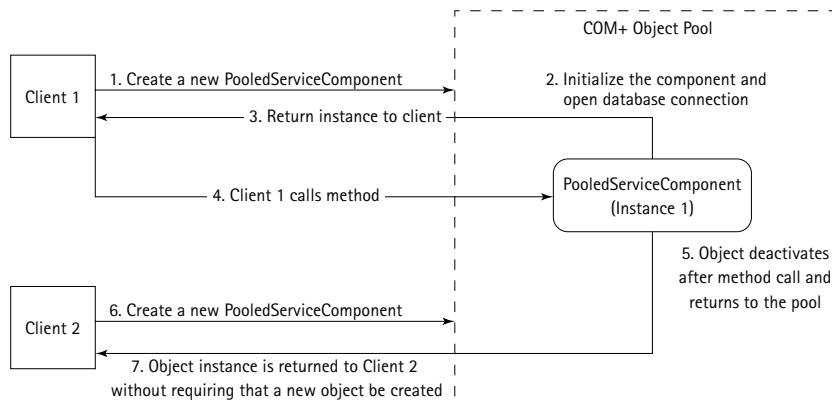 COM+ Object Pool
Client 1
1. Create a new PooledServiceComponent
2. Initialize the component and
open database connection
3. Return instance to client
4. Client 1 calls method
PooledServiceComponent
(Instance 1)
5. Object deactivates
after method call and
returns to the pool
Client 2
6. Create a new PooledServiceComponent
7. Object instance is returned to Client 2
without requiring that a new object be created